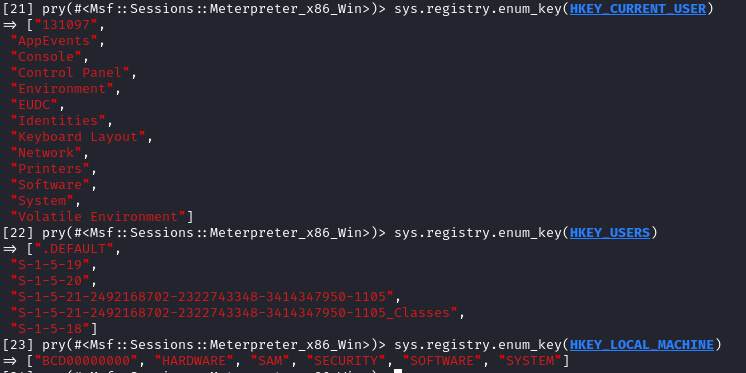 [21] pry(#<Msf::Sessions::Meterpreter_x86_Win>)> sys.registry.enum_key(HKEY_CURRENT_USER)
=> ["131097",
"AppEvents",
"Console",
"Control Panel",
"Environment",
"EUDC",
"Identities",
"Keyboard Layout",
"Network",
"Printers",
"Software",
"System",
"Volatile Environment"]
[22] pry(#<Msf::Sessions::Meterpreter_x86_Win>)> sys.registry.enum_key(HKEY_USERS)
=> [".DEFAULT",
"S-1-5-19",
"S-1-5-20",
"S-1-5-21-2492168702-2322743348-3414347950-1105",
"S-1-5-21-2492168702-2322743348-3414347950-1105_Classes",
"S-1-5-18"]
[23] pry(#<Msf::Sessions::Meterpreter_x86_Win>)> sys.registry.enum_key(HKEY_LOCAL_MACHINE)
=> ["BCD00000000", "HARDWARE", "SAM", "SECURITY", "SOFTWARE", "SYSTEM"]